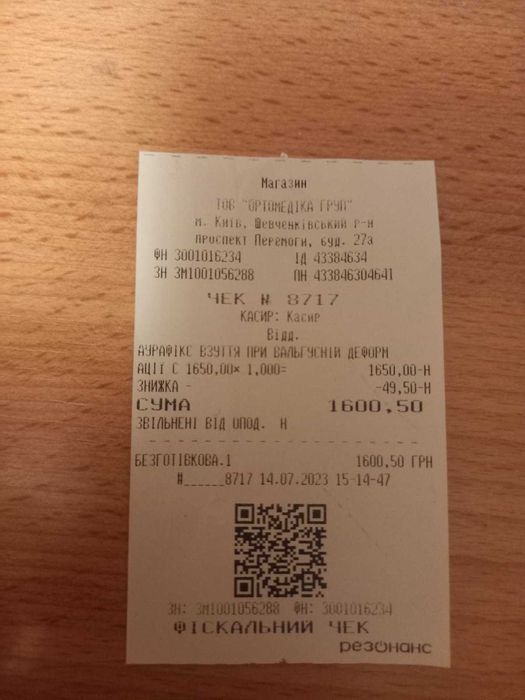 Магазин
ТОВ "ОРТОМЕДІКА ГРУП"
м. Київ, Шевченківський р-н
Проспект Перемоги, буд. 27а
ФН 3001016234 ІД 43384634
ЗН ЗМ1001056288 ПН 433846304641
ЧЕК № 8717
КАСИР: Касир
Відд.
АУРАФІКС ВЗУТТЯ ПРИ ВАЛЬГУСНІЙ ДЕФОРМ
АЦІЇ С 1650,00× 1,000= 1650,00-Н
ЗНИЖКА - -49,50-Н
СУМА 1600,50
ЗВІЛЬНЕНІ ВІД ОПОД. Н
БЕЗГОТІВКОВА.1 1600,50 ГРН
#______8717 14.07.2023 15-14-47
ЗН: ЗМ1001056288 ФН: 3001016234
ФІСКАЛЬНИЙ ЧЕК
резонанс